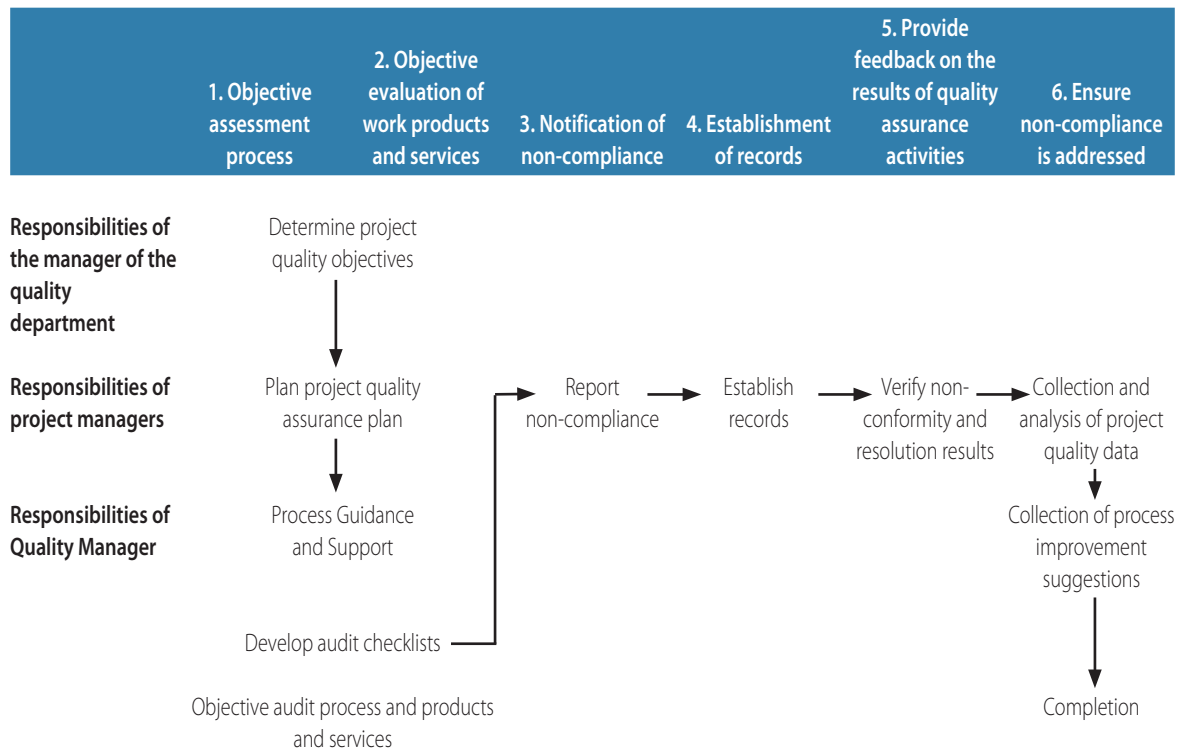 1. Objective
assessment
process
2. Objective
evaluation of
work products
and services
3. Notification of
non-compliance
4. Establishment
of records
5. Provide
feedback on the
results of quality
assurance
activities
6. Ensure
non-compliance
is addressed
Responsibilities of
the manager of the
quality
department
Determine project
quality objectives
Responsibilities of
project managers
Plan project quality
assurance plan
Report
non-compliance
Establish
records
Verify non-
conformity and
resolution results
Collection and
analysis of project
quality data
Responsibilities of
Quality Manager
Process Guidance
and Support
Collection of process
improvement
suggestions
Develop audit checklists
Objective audit process and products
and services
Completion